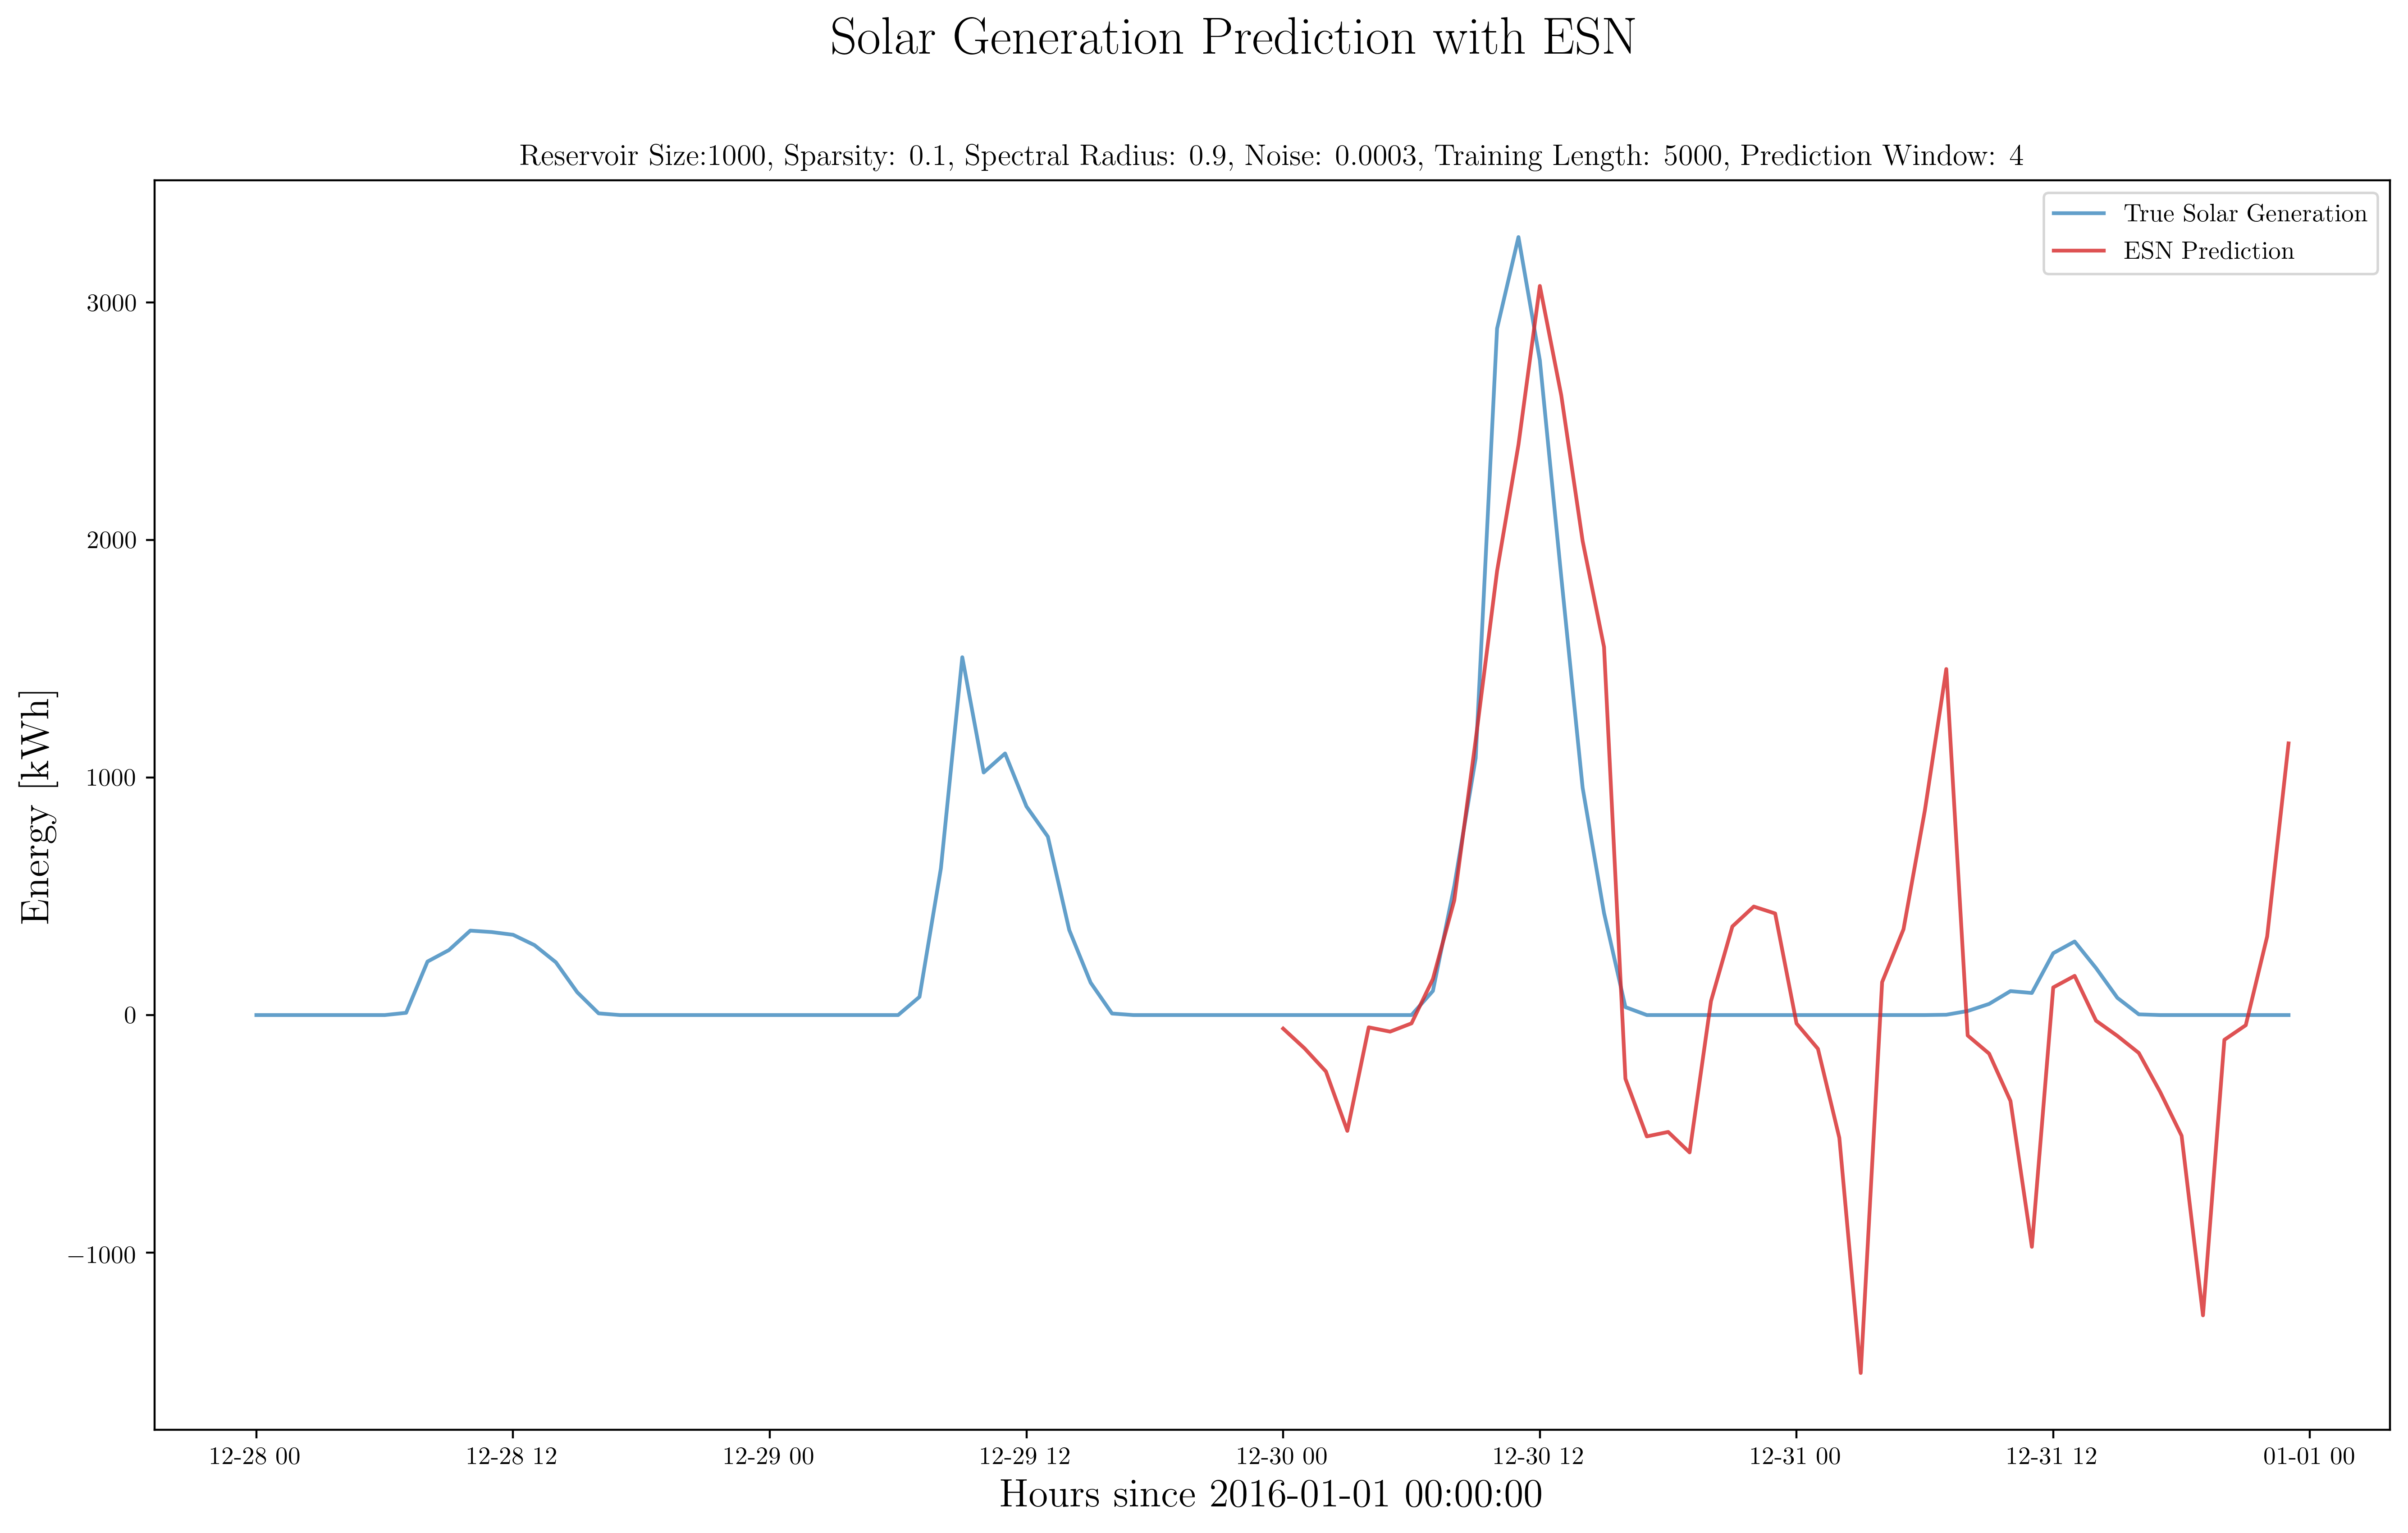 Solar Generation Prediction with ESN
Reservoir Size:1000, Sparsity: 0.1, Spectral Radius: 0.9, Noise: 0.0003, Training Length: 5000, Prediction Window: 4
True Solar Generation
ESN Prediction
3000
2000
1000
0
−1000
Energy [kWh]
12-28 00
12-28 12
12-29 00
12-29 12
12-30 00
12-30 12
12-31 00
12-31 12
01-01 00
Hours since 2016-01-01 00:00:00